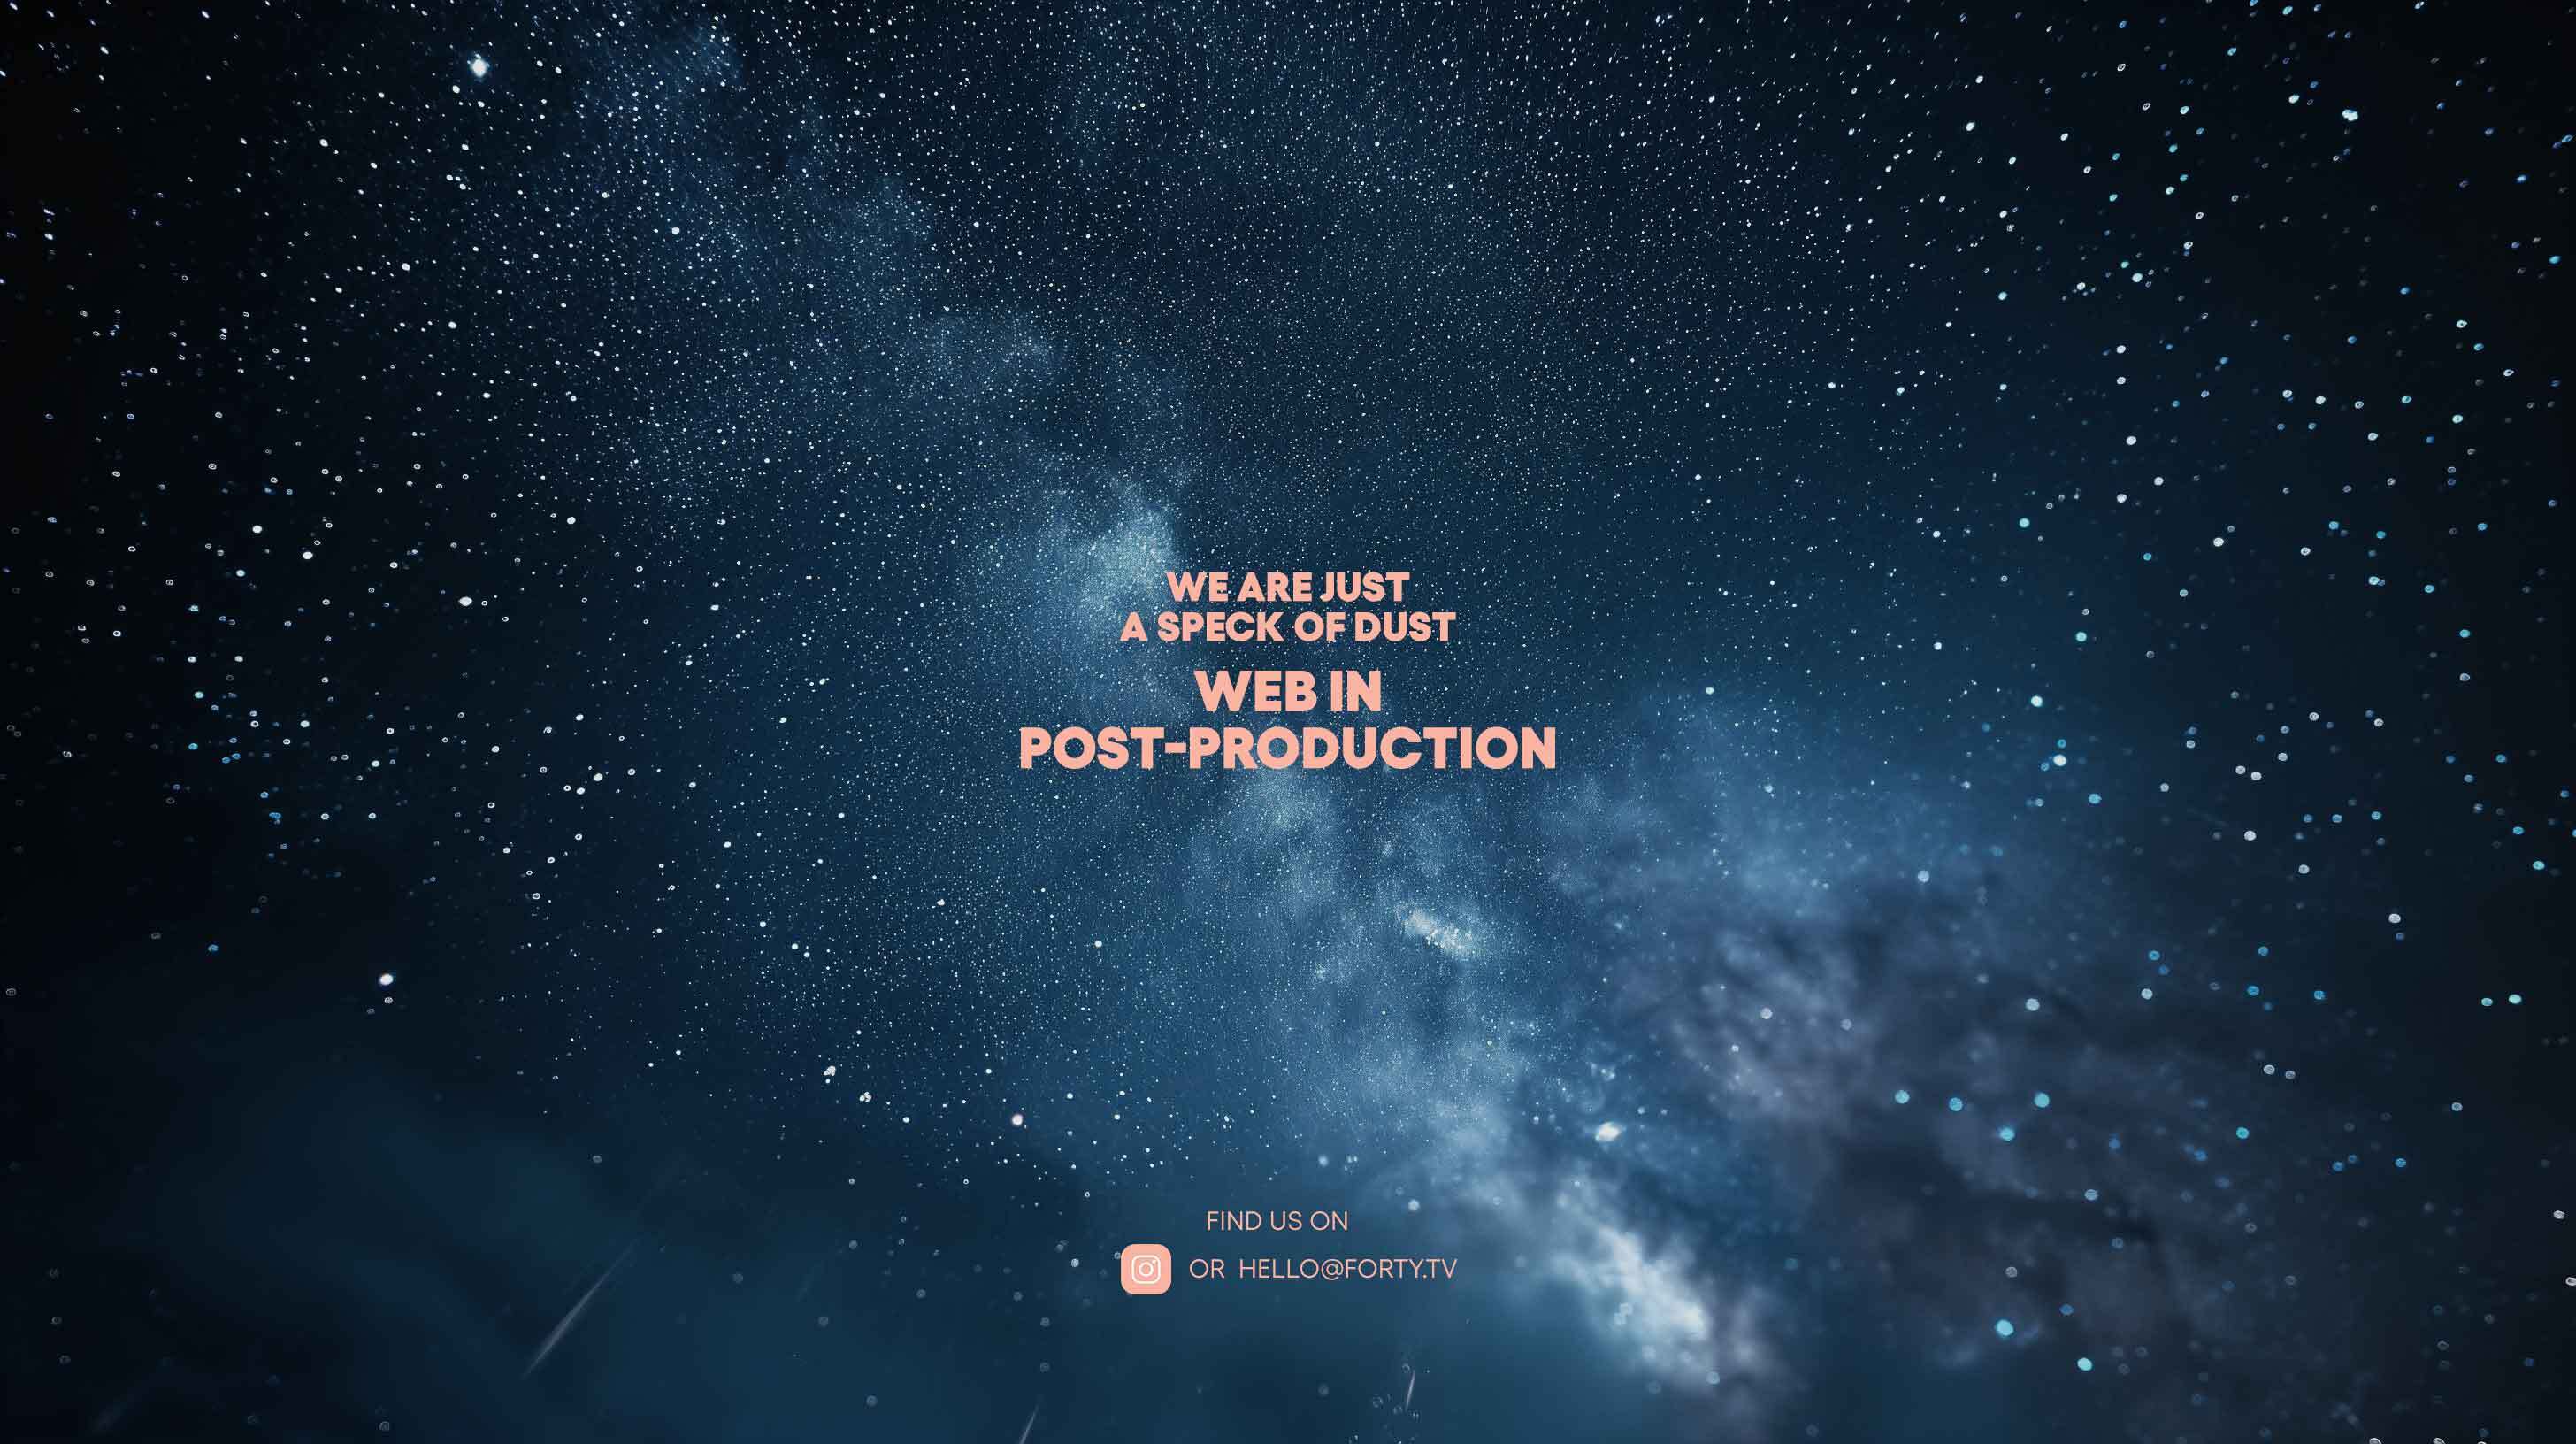 WE ARE JUST
A SPECK OF DUST
WEB IN
POST-PRODUCTION
FIND US ON
OR HELLO@FORTY.TV